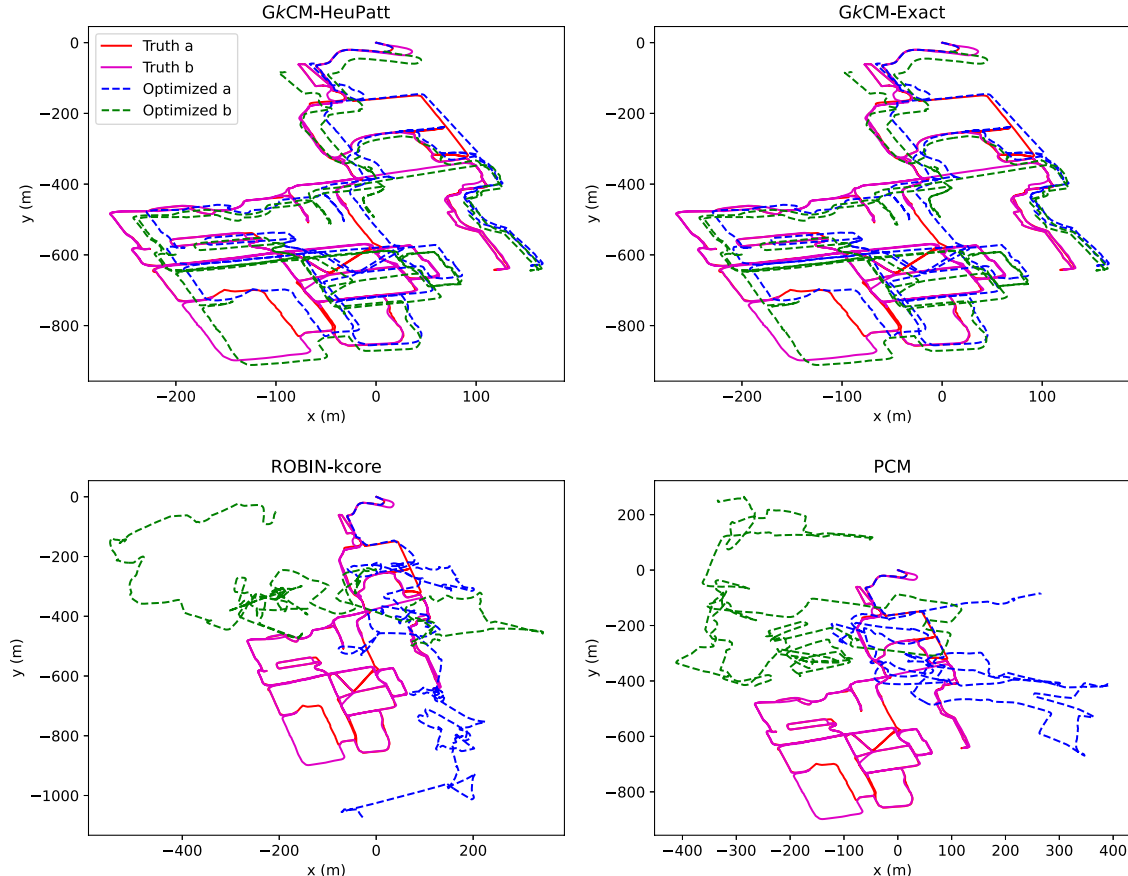 GkCM-HeuPatt
0
−200
−400
−600
−800
y (m)
−200
−100
0
100
x (m)
Truth a
Truth b
Optimized a
Optimized b
GkCM-Exact
0
−200
−400
−600
−800
y (m)
−200
−100
0
100
x (m)
ROBIN-kcore
0
−200
−400
−600
−800
−1000
y (m)
−400
−200
0
200
x (m)
PCM
200
0
−200
−400
−600
−800
y (m)
−400
−300
−200
−100
0
100
200
300
400
x (m)